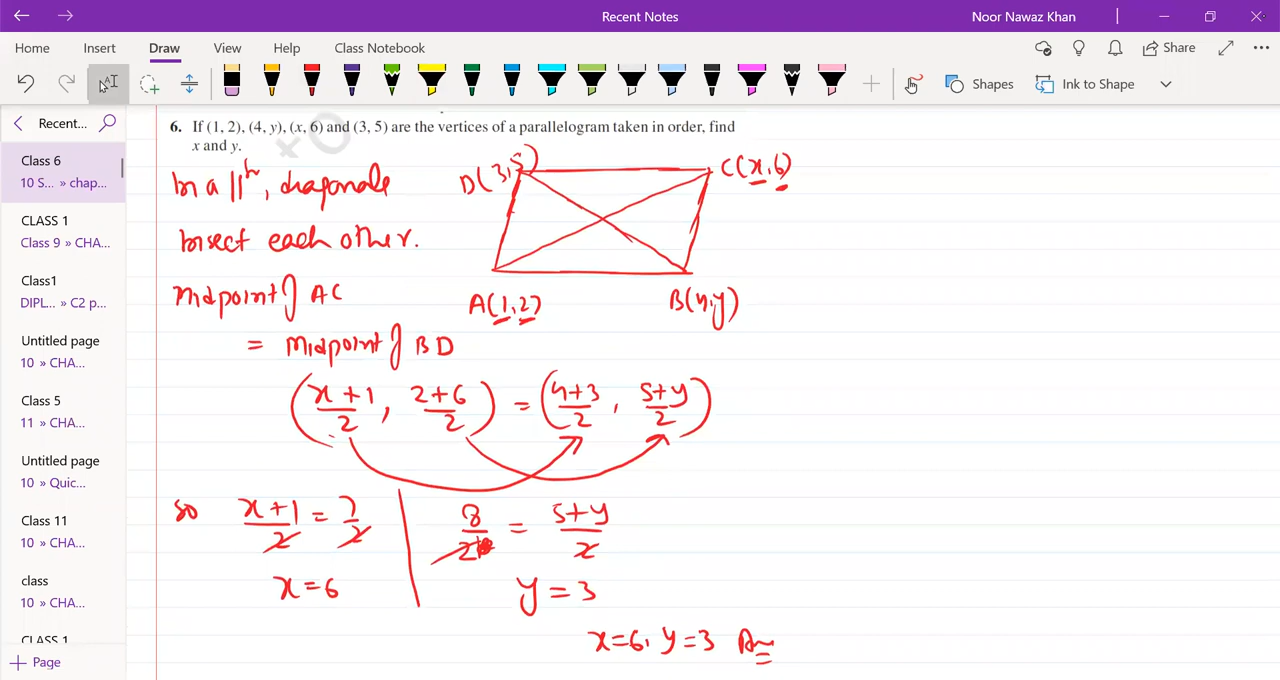 Recent Notes
Noor Nawaz Khan
Home Insert Draw View Help Class Notebook
Share
Shapes
Ink to Shape
Recent...
Class 6
10 S... » chap...
CLASS 1
Class 9 » CHA...
Class1
DIPL... » C2 p...
Untitled page
10 » CHA...
Class 5
11 » CHA...
Untitled page
10 » Quic...
Class 11
10 » CHA...
class
10 » CHA...
CLASS 1
Page
6. If (1, 2), (4, y), (x, 6) and (3, 5) are the vertices of a parallelogram taken in order, find
x and y.
In a ||m, diagonals
bisect each other.
D(3,5)
C(x,6)
A(1,2)
B(4,y)
Midpoint of AC
= Midpoint of BD
(x+1/2, 2+6/2) = (4+3/2, 5+y/2)
so x+1/2 = 7/2
8/2 = 5+y/2
x=6
y=3
x=6, y=3 Ans